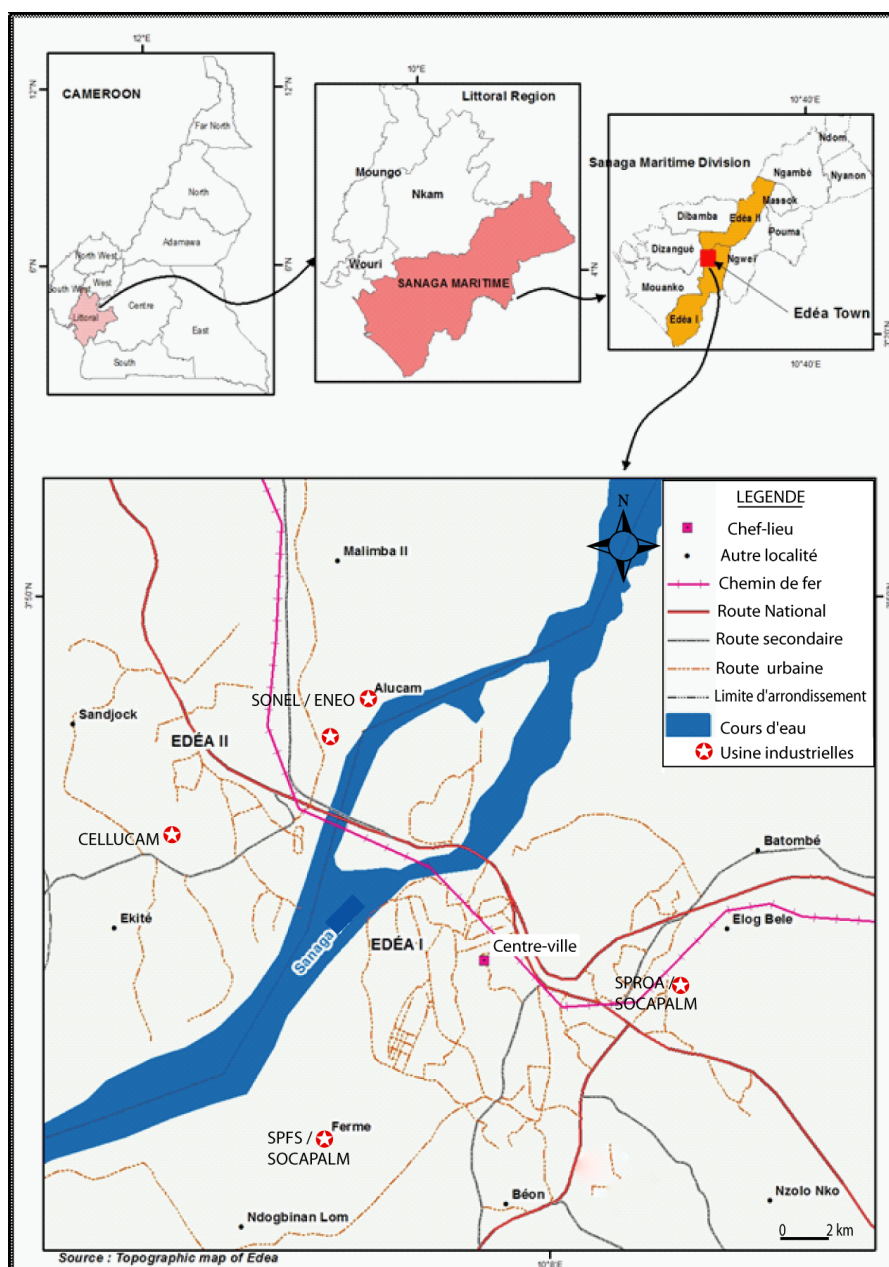 12°E
CAMEROON
12°N
12°N
Far North
North
Adamawa
6°N
6°N
North West
West
South West
Littoral
Centre
East
South
10°E
Littoral Region
Moungo
Nkam
Wouri
4°N
SANAGA MARITIME
10°40'E
Sanaga Maritime Division
Ndom
Ngambé
Nyanon
Massok
Edéa II
Dibamba
Pouma
Dizangué
Ngwei
Mouanko
Edéa I
Edéa Town
3°20'N
10°40'E
LEGENDE
Chef-lieu
Autre localité
Chemin de fer
Route National
Route secondaire
Route urbaine
Limite d'arrondissement
Cours d'eau
Usine industrielles
N
3°50'N
Malimba II
Alucam
SONEL / ENEO
Sandjock
EDÉA II
CELLUCAM
Batombé
Ekité
Elog Bele
Sanaga
EDÉA I
Centre-ville
SPROA /
SOCAPALM
Ferme
SPFS /
SOCAPALM
Béon
Nzolo Nko
Ndogbinan Lom
0 2 km
Source : Topographic map of Edea
10°8'E